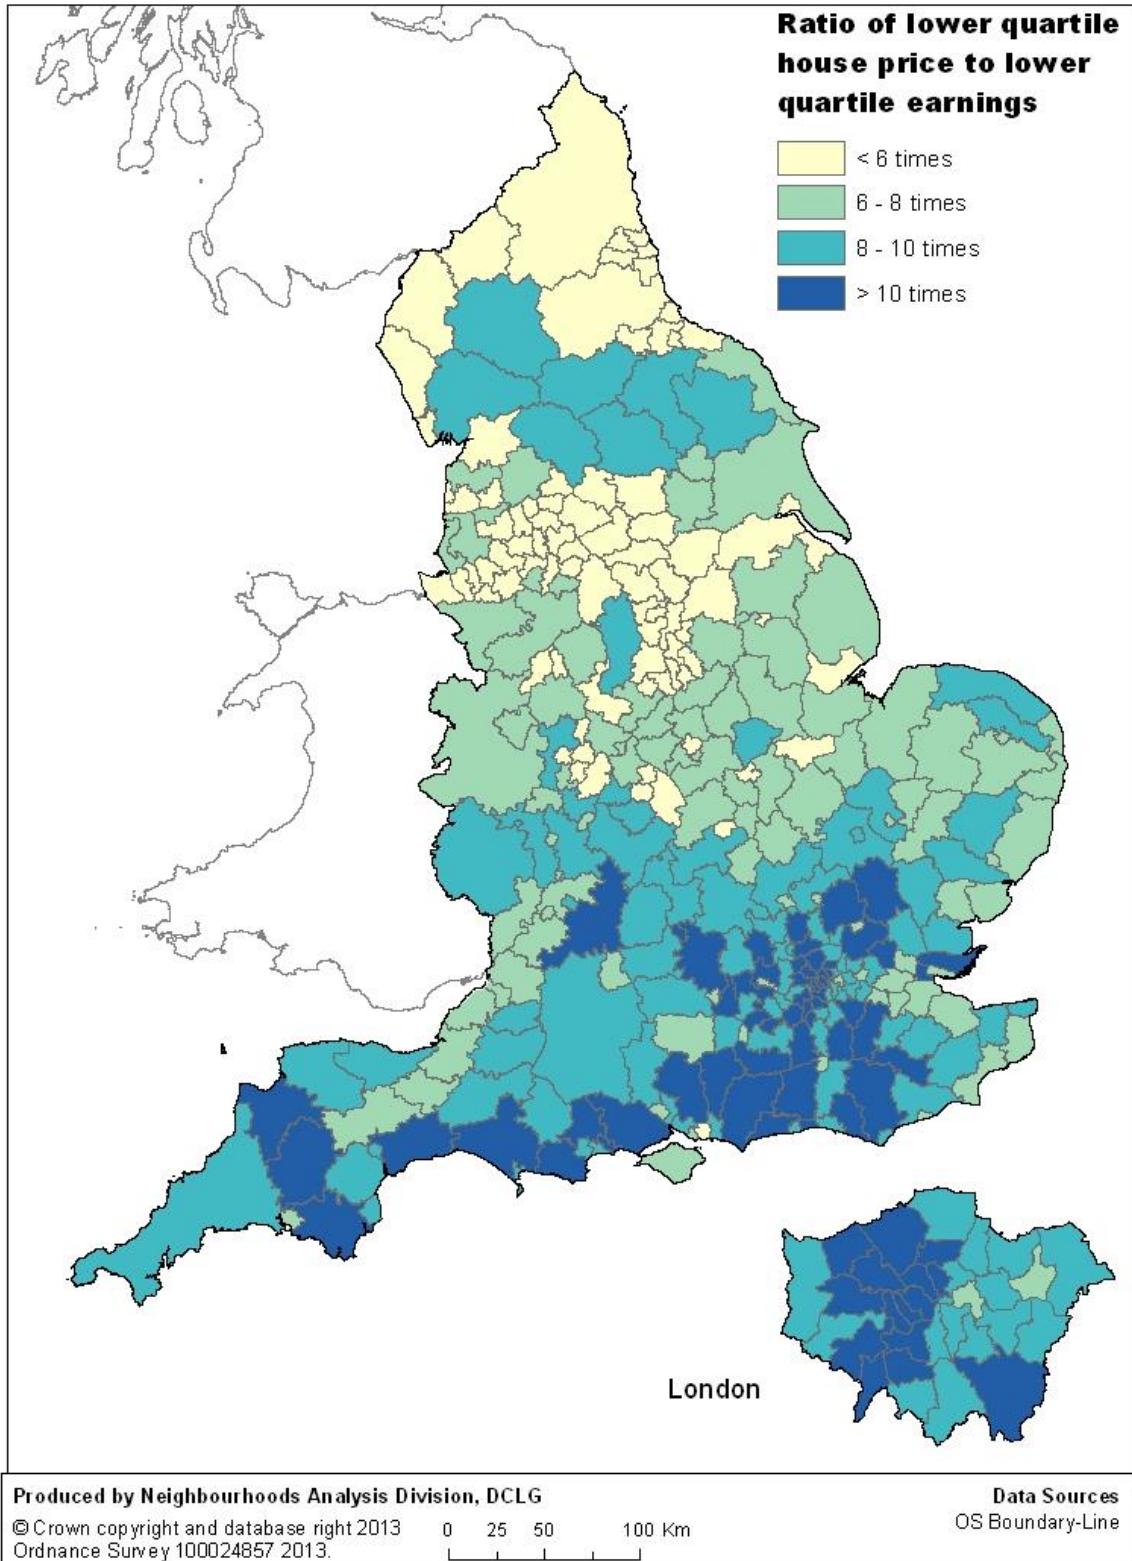 Ratio of lower quartile
house price to lower
quartile earnings
< 6 times
6 - 8 times
8 - 10 times
> 10 times
London
Produced by Neighbourhoods Analysis Division, DCLG
© Crown copyright and database right 2013
Ordnance Survey 100024857 2013.
0 25 50 100 Km
Data Sources
OS Boundary-Line